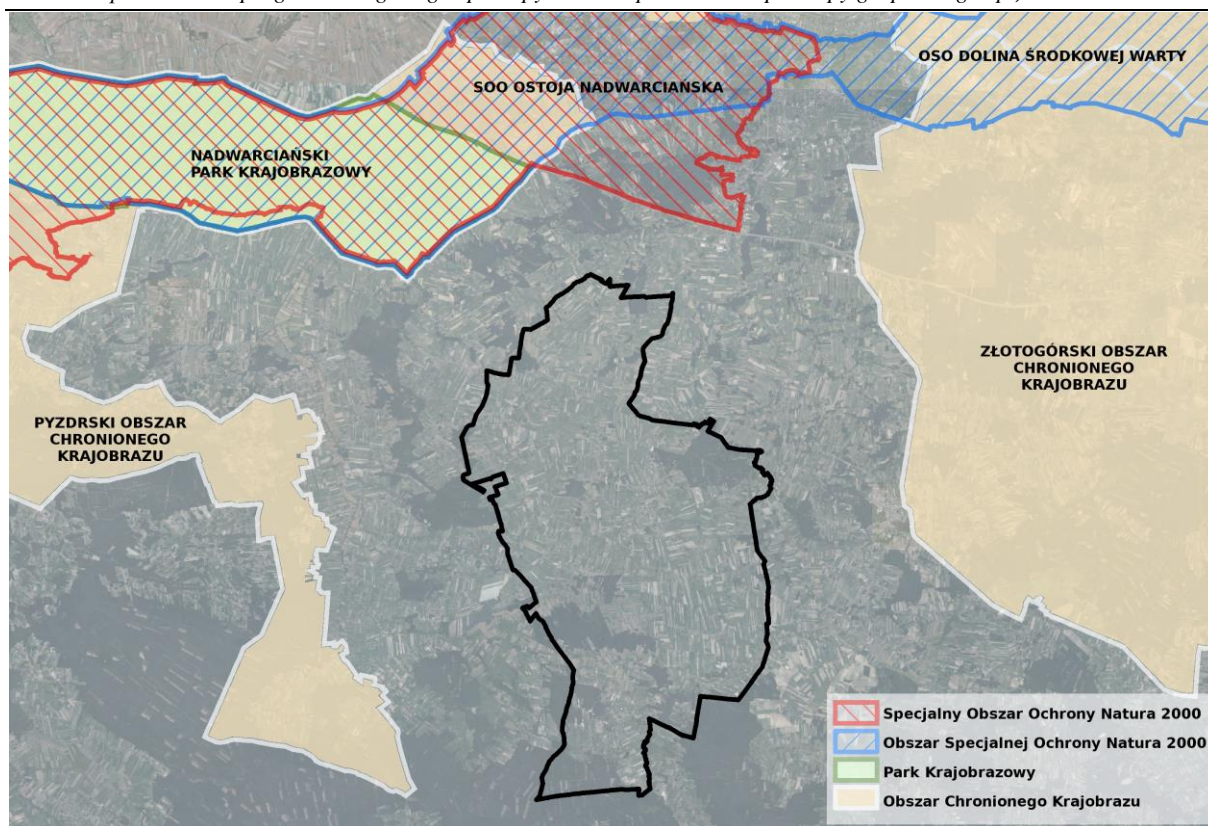 OSO DOLINA ŚRODKOWEJ WARTY
SOO OSTOJA NADWARCIAŃSKA
NADWARCIAŃSKI
PARK KRAJOBRAZOWY
ZŁOTOGÓRSKI OBSZAR
CHRONIONEGO
KRAJOBRAZU
PYZDRSKI OBSZAR
CHRONIONEGO
KRAJOBRAZU
Specjalny Obszar Ochrony Natura 2000
Obszar Specjalnej Ochrony Natura 2000
Park Krajobrazowy
Obszar Chronionego Krajobrazu